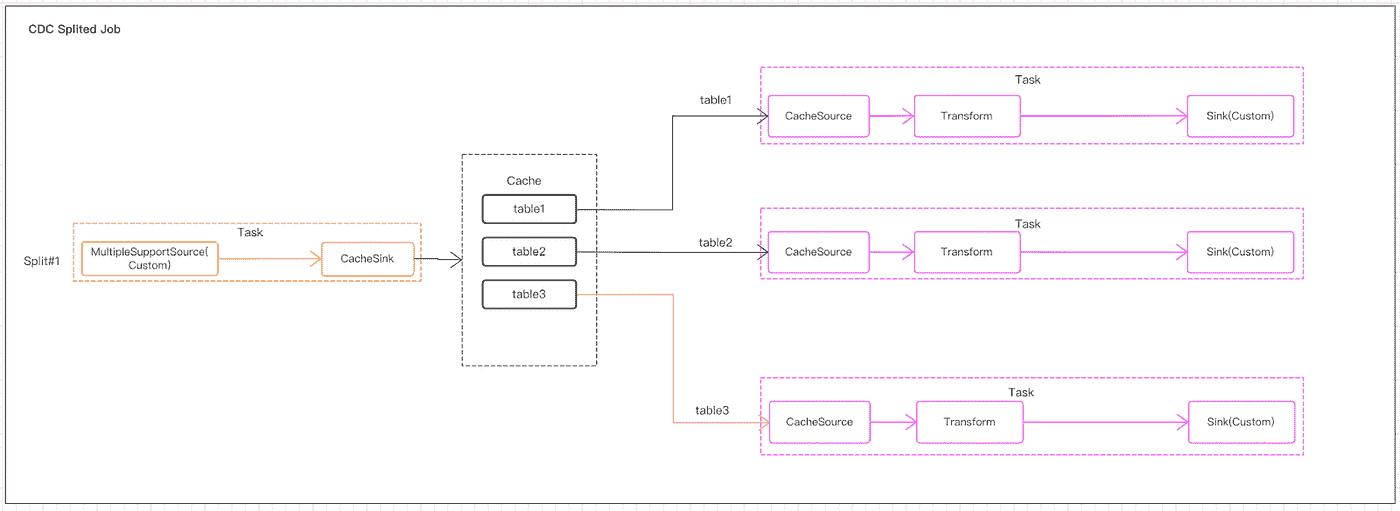 CDC Splited Job
Split#1
Task
MultipleSupportSource(
Custom)
CacheSink
Cache
table1
table2
table3
table1
Task
CacheSource
Transform
Sink(Custom)
table2
Task
CacheSource
Transform
Sink(Custom)
table3
Task
CacheSource
Transform
Sink(Custom)